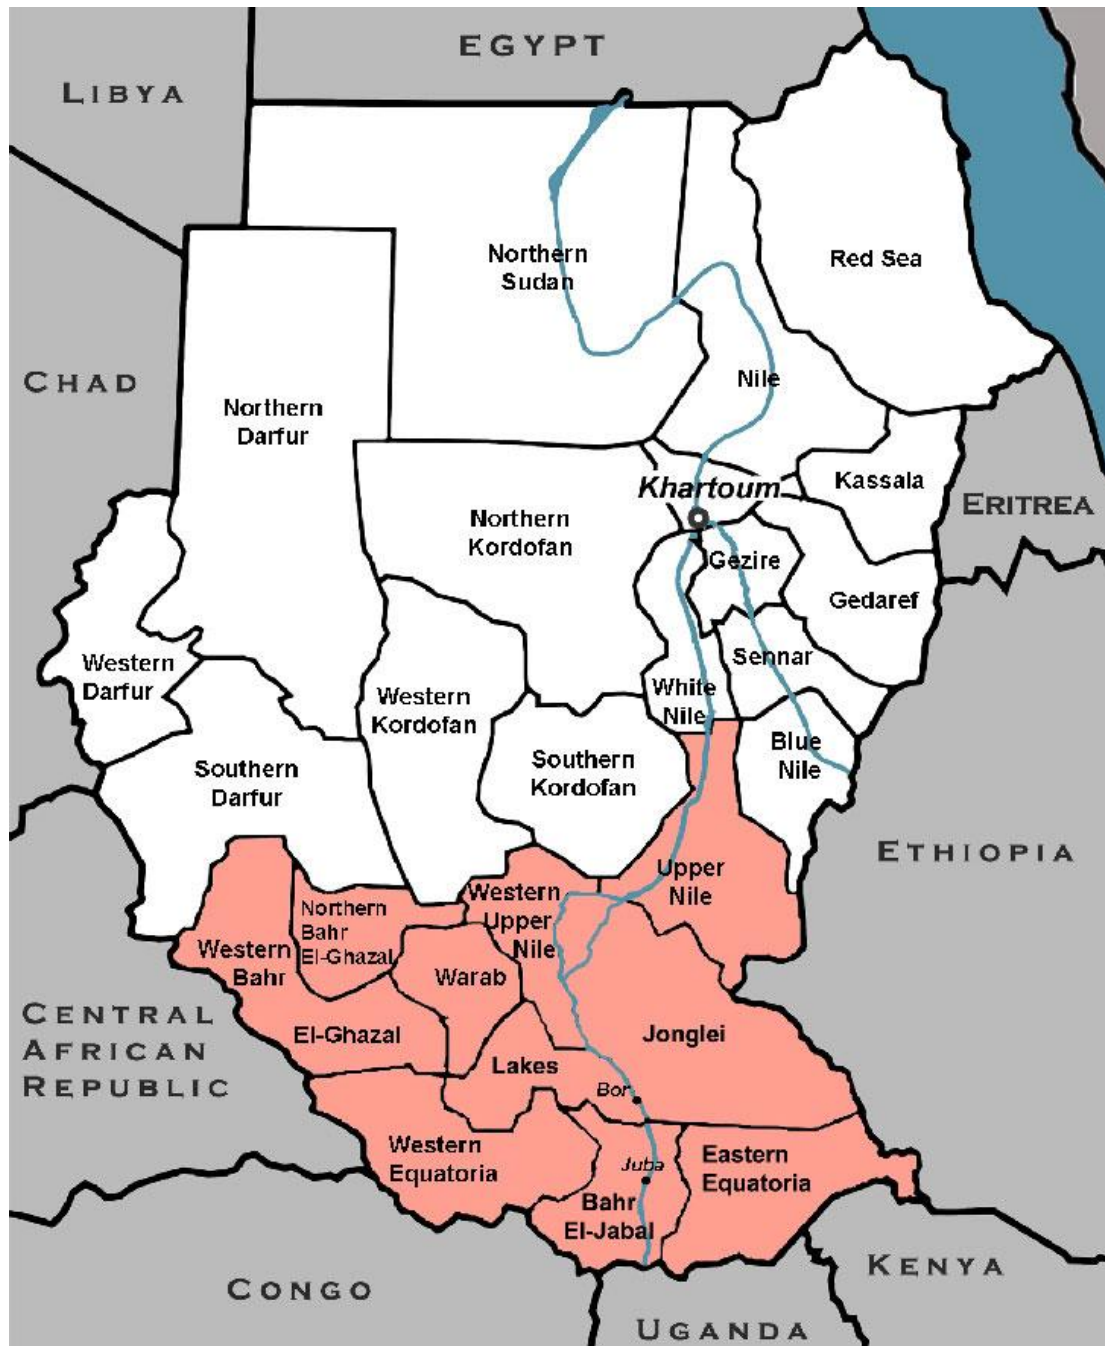 EGYPT
LIBYA
Red Sea
Northern
Sudan
CHAD
Nile
Northern
Darfur
Kassala
Khartoum
ERITREA
Northern
Kordofan
Gezire
Gedaref
Western
Darfur
Sennar
Western
Kordofan
White
Nile
Blue
Nile
Southern
Darfur
Southern
Kordofan
ETHIOPIA
Upper
Nile
Western
Upper
Nile
Northern
Bahr
El-Ghazal
Western
Bahr
El-Ghazal
Warab
CENTRAL
AFRICAN
REPUBLIC
Jonglei
Lakes
Bor
Western
Equatoria
Eastern
Equatoria
Juba
Bahr
El-Jabal
KENYA
CONGO
UGANDA